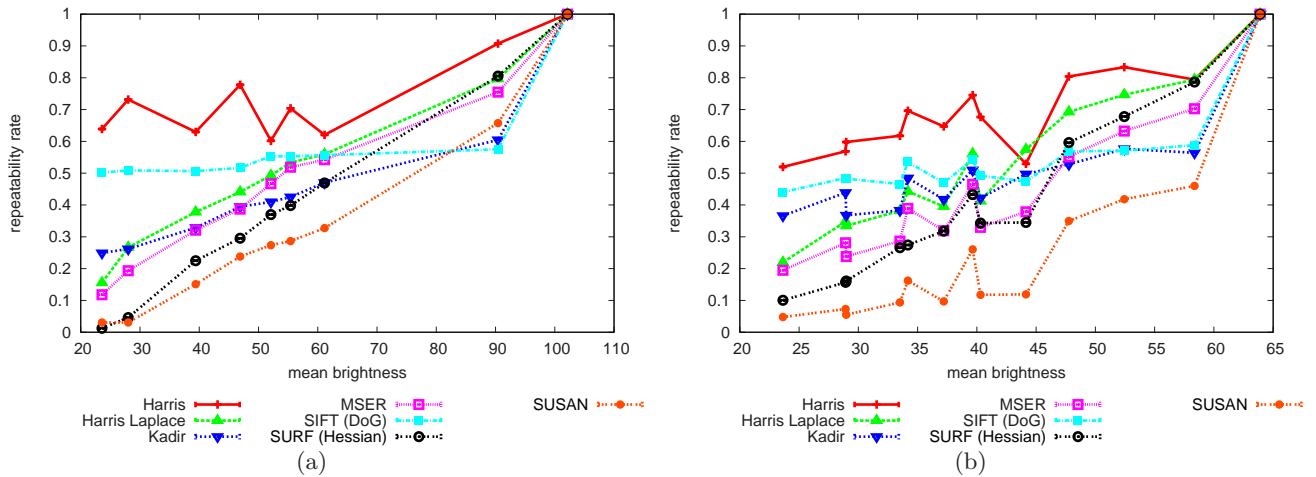 1
0.9
0.8
0.7
0.6
0.5
0.4
0.3
0.2
0.1
0
repeatability rate
20 30 40 50 60 70 80 90 100 110
mean brightness
Harris
Harris Laplace
Kadir
MSER
SIFT (DoG)
SURF (Hessian)
SUSAN
(a)
1
0.9
0.8
0.7
0.6
0.5
0.4
0.3
0.2
0.1
0
repeatability rate
20 25 30 35 40 45 50 55 60 65
mean brightness
Harris
Harris Laplace
Kadir
MSER
SIFT (DoG)
SURF (Hessian)
SUSAN
(b)